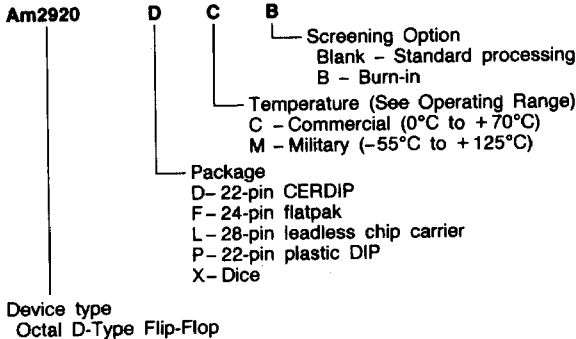 Am2920 D C B
Screening Option
Blank – Standard processing
B – Burn-in
Temperature (See Operating Range)
C – Commercial (0°C to +70°C)
M – Military (–55°C to +125°C)
Package
D– 22-pin CERDIP
F – 24-pin flatpak
L – 28-pin leadless chip carrier
P – 22-pin plastic DIP
X – Dice
Device type
Octal D-Type Flip-Flop